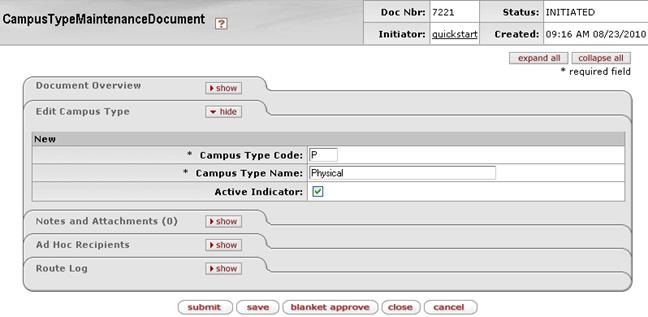 CampusTypeMaintenanceDocument ?
Doc Nbr: 7221 Status: INITIATED
Initiator: quickstart Created: 09:16 AM 08/23/2010
expand all collapse all
* required field
Document Overview show
Edit Campus Type hide
New
* Campus Type Code: P
* Campus Type Name: Physical
Active Indicator:
Notes and Attachments (0) show
Ad Hoc Recipients show
Route Log show
submit save blanket approve close cancel